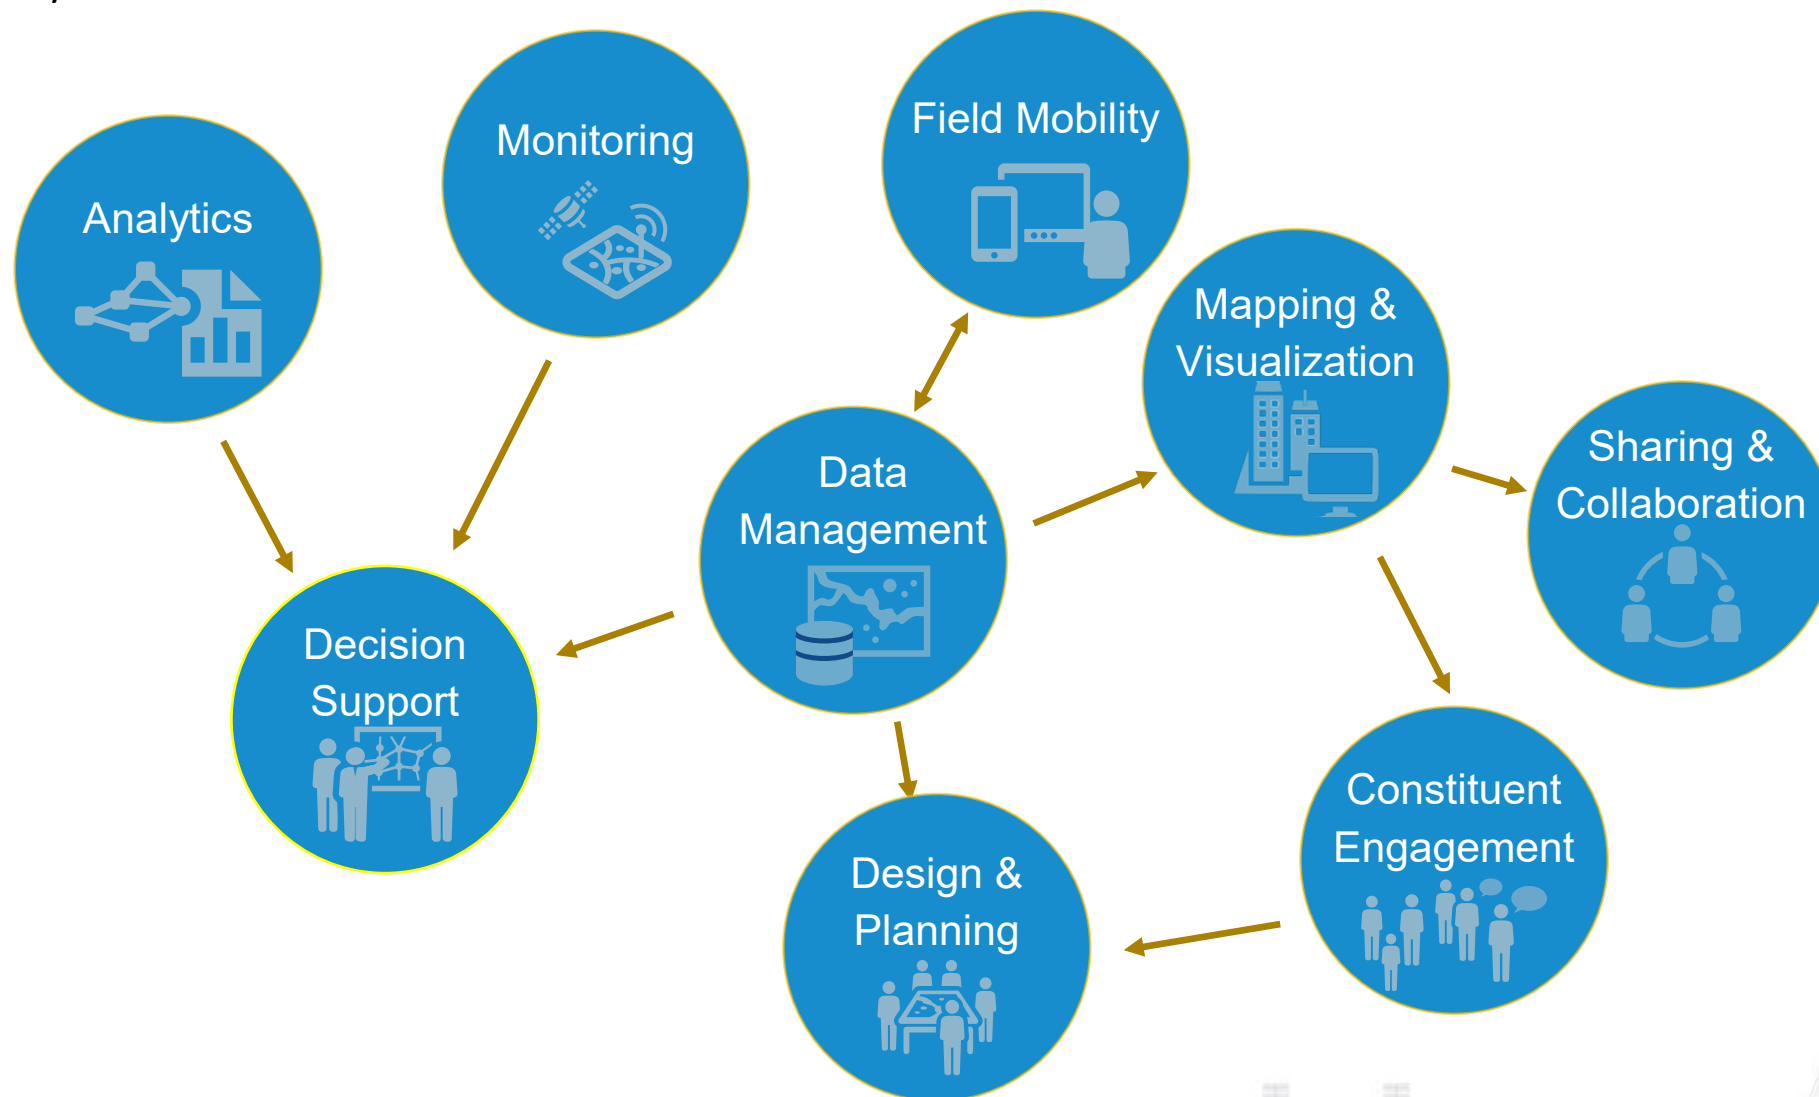 Analytics
Monitoring
Field Mobility
Mapping &
Visualization
Sharing &
Collaboration
Data
Management
Decision
Support
Design &
Planning
Constituent
Engagement